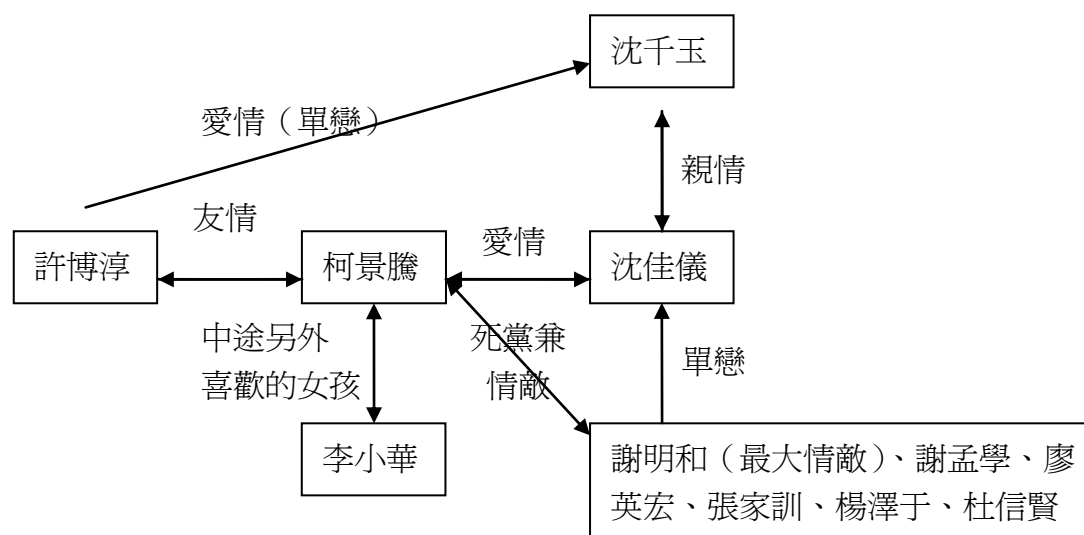 沈千玉
愛情（單戀）
親情
友情
愛情
許博淳
柯景騰
沈佳儀
中途另外
喜歡的女孩
死黨兼
情敵
單戀
李小華
謝明和（最大情敵）、謝孟學、廖
英宏、張家訓、楊澤于、杜信賢